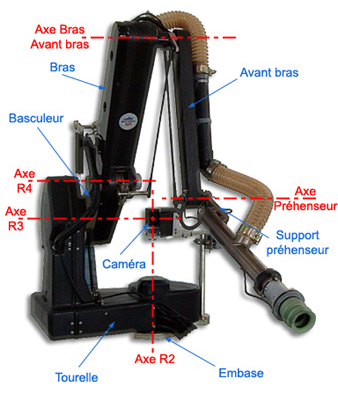 Axe Bras
Avant bras
Bras
Avant bras
Basculeur
Axe
R4
Axe
R3
Axe
Préhenseur
Support
préhenseur
Caméra
Axe R2
Embase
Tourelle